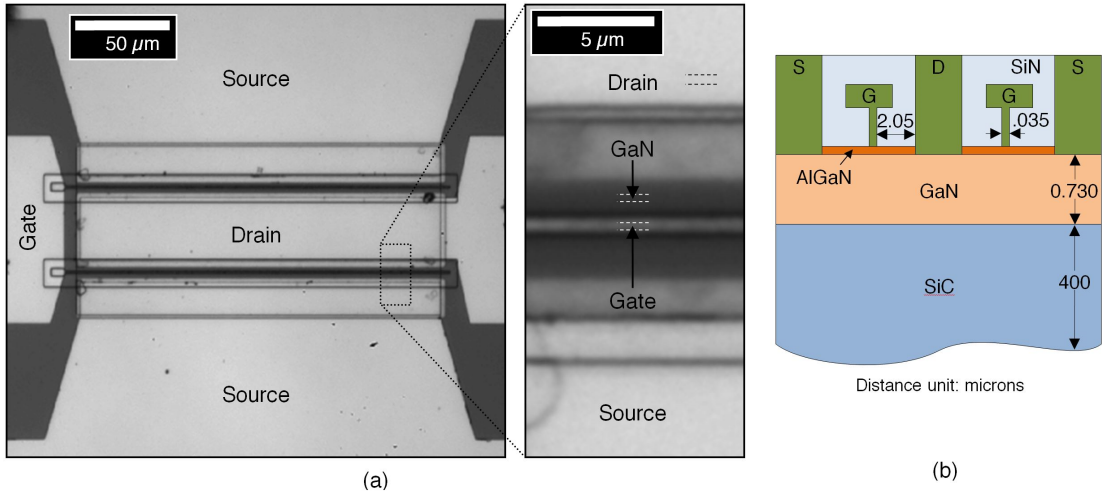 50 µm
Source
Gate
Drain
Source
(a)
5 µm
Drain
GaN
Gate
Source
S D SiN S
G G
2.05 .035
AlGaN
GaN 0.730
SiC 400
Distance unit: microns
(b)